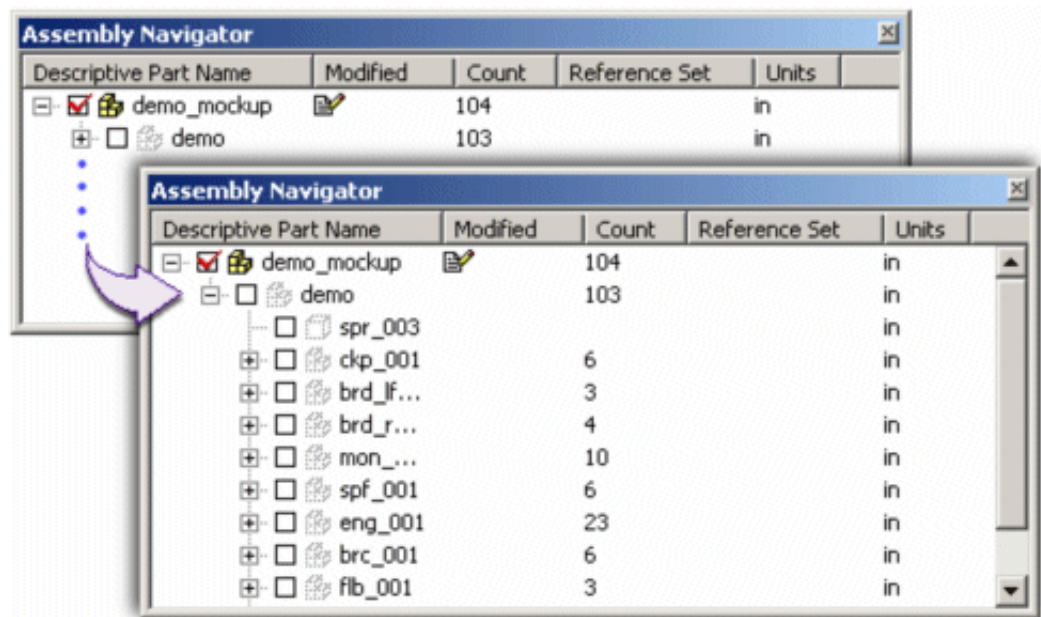 Assembly Navigator
Descriptive Part Name Modified Count Reference Set Units
demo_mockup 104 in
demo 103 in
Assembly Navigator
Descriptive Part Name Modified Count Reference Set Units
demo_mockup 104 in
demo 103 in
spr_003 in
ckp_001 6 in
brd_lf... 3 in
brd_r... 4 in
mon_... 10 in
spf_001 6 in
eng_001 23 in
brc_001 6 in
flb_001 3 in